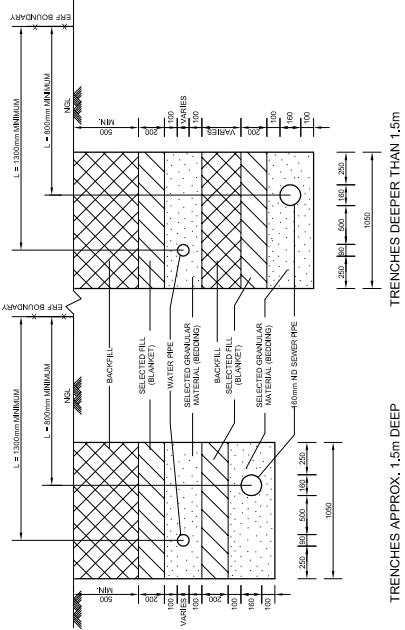 ERF BOUNDARY
L = 1300mm MINIMUM
L = 800mm MINIMUM
NGL
MIN.
500
200
100
VARIES
100
200
100
160
100
250
90
500
160
250
1050
TRENCHES APPROX. 1.5m DEEP
BACKFILL
SELECTED FILL
(BLANKET)
WATER PIPE
SELECTED GRANULAR
MATERIAL (BEDDING)
BACKFILL
SELECTED FILL
(BLANKET)
SELECTED GRANULAR
MATERIAL (BEDDING)
160mm ND SEWER PIPE
ERF BOUNDARY
L = 1300mm MINIMUM
L = 800mm MINIMUM
NGL
MIN.
500
200
100
VARIES
100
VARIES
200
100
160
100
250
90
500
160
250
1050
TRENCHES DEEPER THAN 1.5m